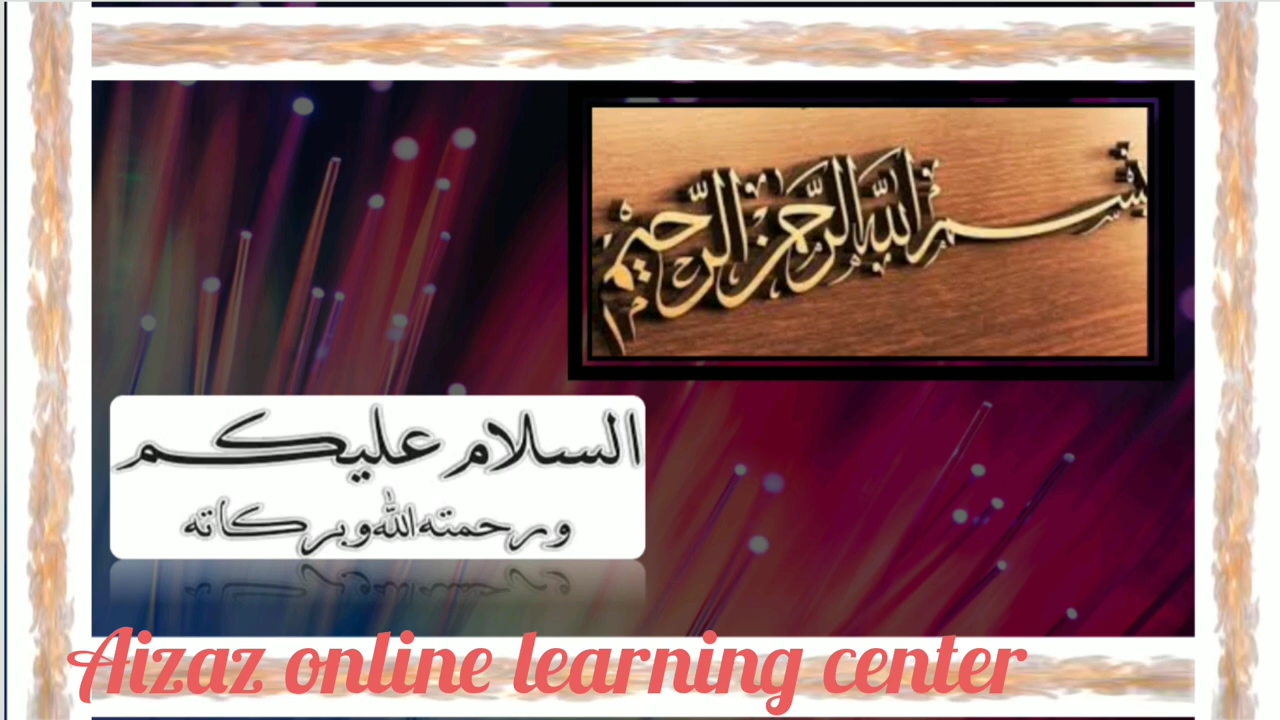 بسم الله الرحمن الرحيم
السلام عليكم
ورحمته الله وبركاته
Aizaz online learning center